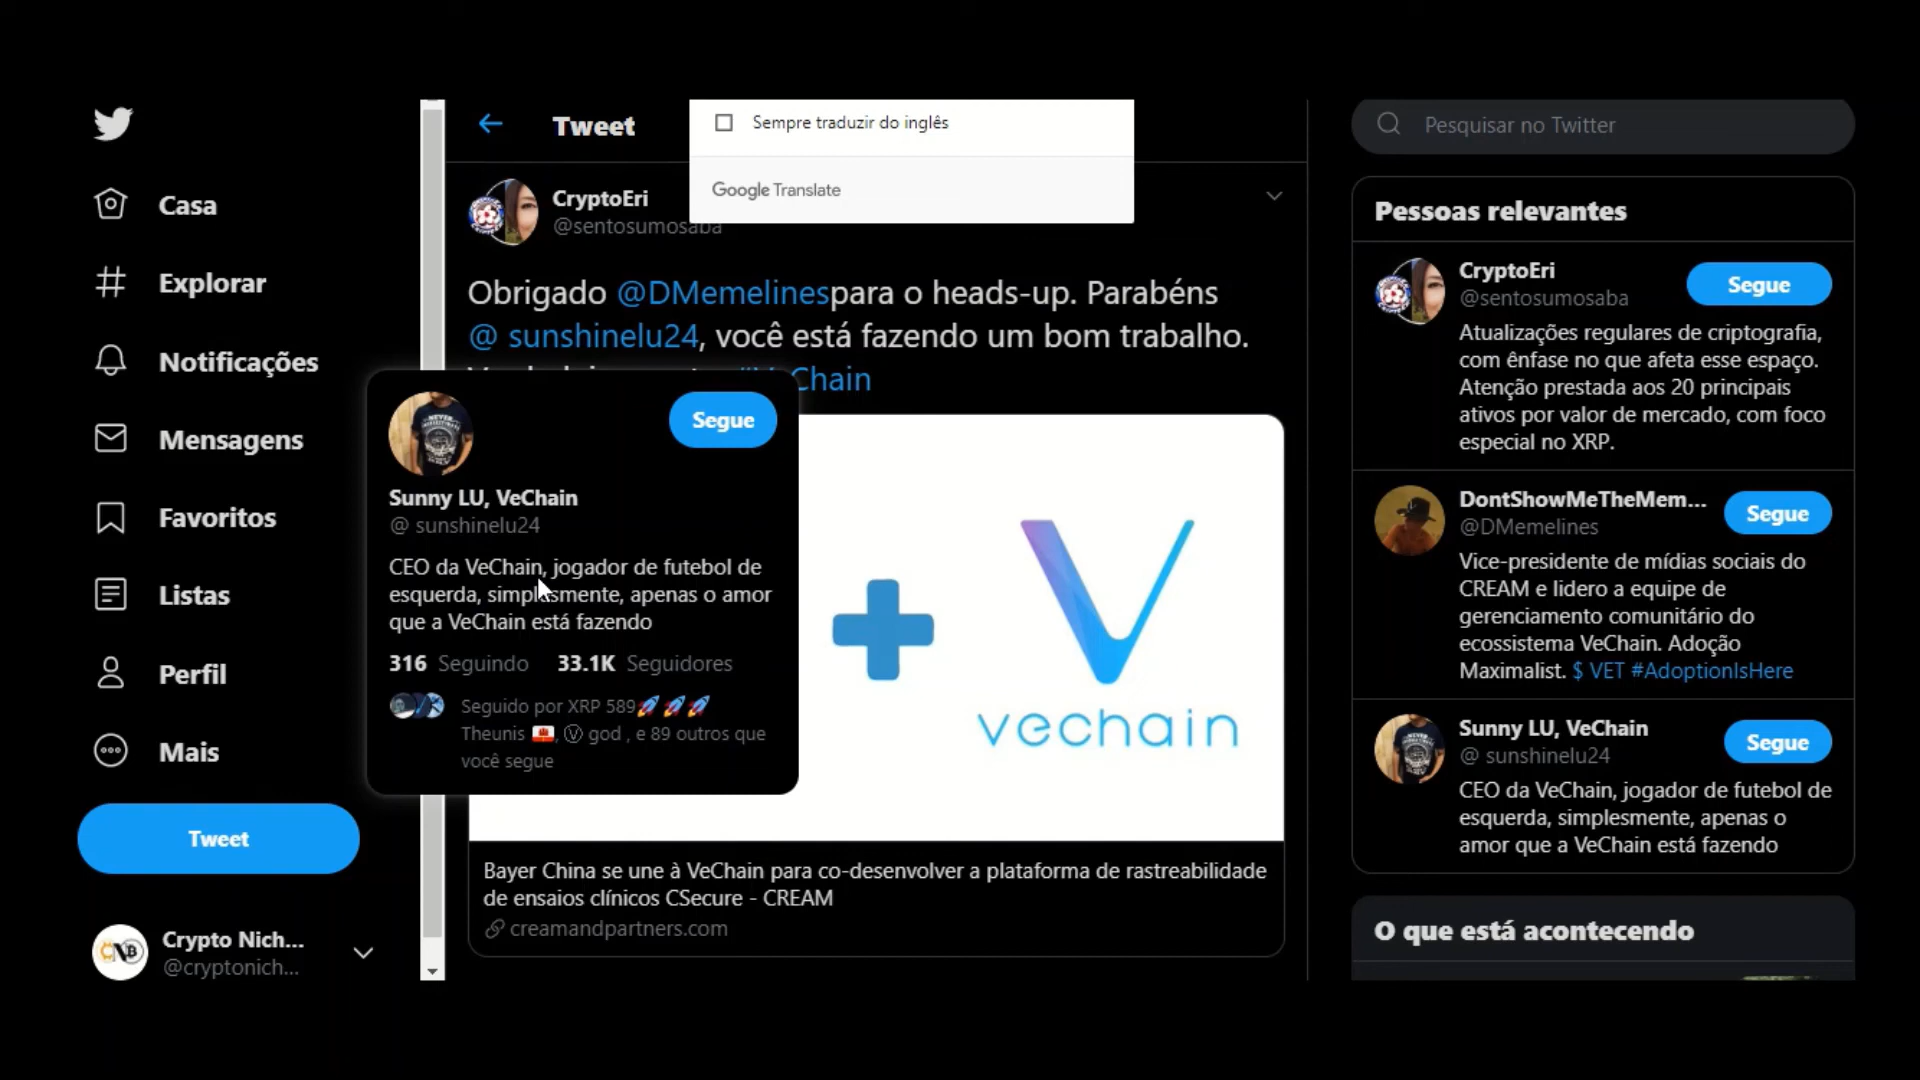 Casa
Explorar
Notificações
Mensagens
Favoritos
Listas
Perfil
Mais
Tweet
Crypto Nich...
@cryptonich...
Tweet
Sempre traduzir do inglês
Google Translate
CryptoEri
@sentosumosaba
Obrigado @DMemelinespara o heads-up. Parabéns
@ sunshinelu24, você está fazendo um bom trabalho.
Chain
Segue
Sunny LU, VeChain
@ sunshinelu24
CEO da VeChain, jogador de futebol de
esquerda, simplesmente, apenas o amor
que a VeChain está fazendo
316 Seguindo 33.1K Seguidores
Seguido por XRP 589🚀🚀🚀
Theunis 🇬🇮, Ⓥ god , e 89 outros que
você segue
vechain
Bayer China se une à VeChain para co-desenvolver a plataforma de rastreabilidade
de ensaios clínicos CSecure - CREAM
creamandpartners.com
Pesquisar no Twitter
Pessoas relevantes
CryptoEri
@sentosumosaba
Segue
Atualizações regulares de criptografia,
com ênfase no que afeta esse espaço.
Atenção prestada aos 20 principais
ativos por valor de mercado, com foco
especial no XRP.
DontShowMeTheMem...
@DMemelines
Segue
Vice-presidente de mídias sociais do
CREAM e lidero a equipe de
gerenciamento comunitário do
ecossistema VeChain. Adoção
Maximalist. $ VET #AdoptionIsHere
Sunny LU, VeChain
@ sunshinelu24
Segue
CEO da VeChain, jogador de futebol de
esquerda, simplesmente, apenas o
amor que a VeChain está fazendo
O que está acontecendo